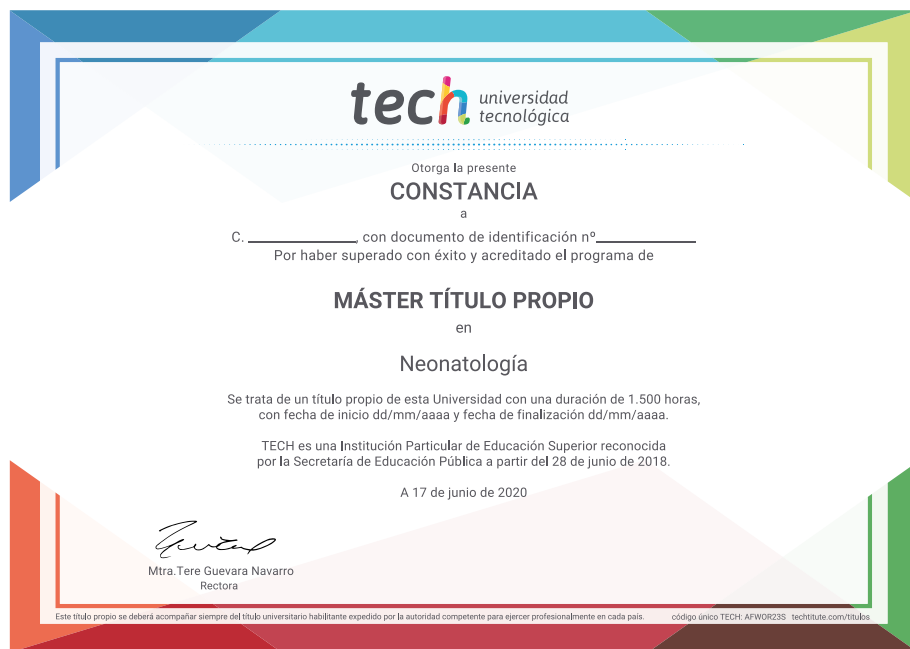 tech universidad
tecnológica
Otorga la presente
CONSTANCIA
a
C. ____________, con documento de identificación nº____________
Por haber superado con éxito y acreditado el programa de
MÁSTER TÍTULO PROPIO
en
Neonatología
Se trata de un título propio de esta Universidad con una duración de 1.500 horas,
con fecha de inicio dd/mm/aaaa y fecha de finalización dd/mm/aaaa.
TECH es una Institución Particular de Educación Superior reconocida
por la Secretaría de Educación Pública a partir del 28 de junio de 2018.
A 17 de junio de 2020
Mtra.Tere Guevara Navarro
Rectora
Este título propio se deberá acompañar siempre del título universitario habilitante expedido por la autoridad competente para ejercer profesionalmente en cada país. código único TECH: AFWOR23S techtitute.com/titulos